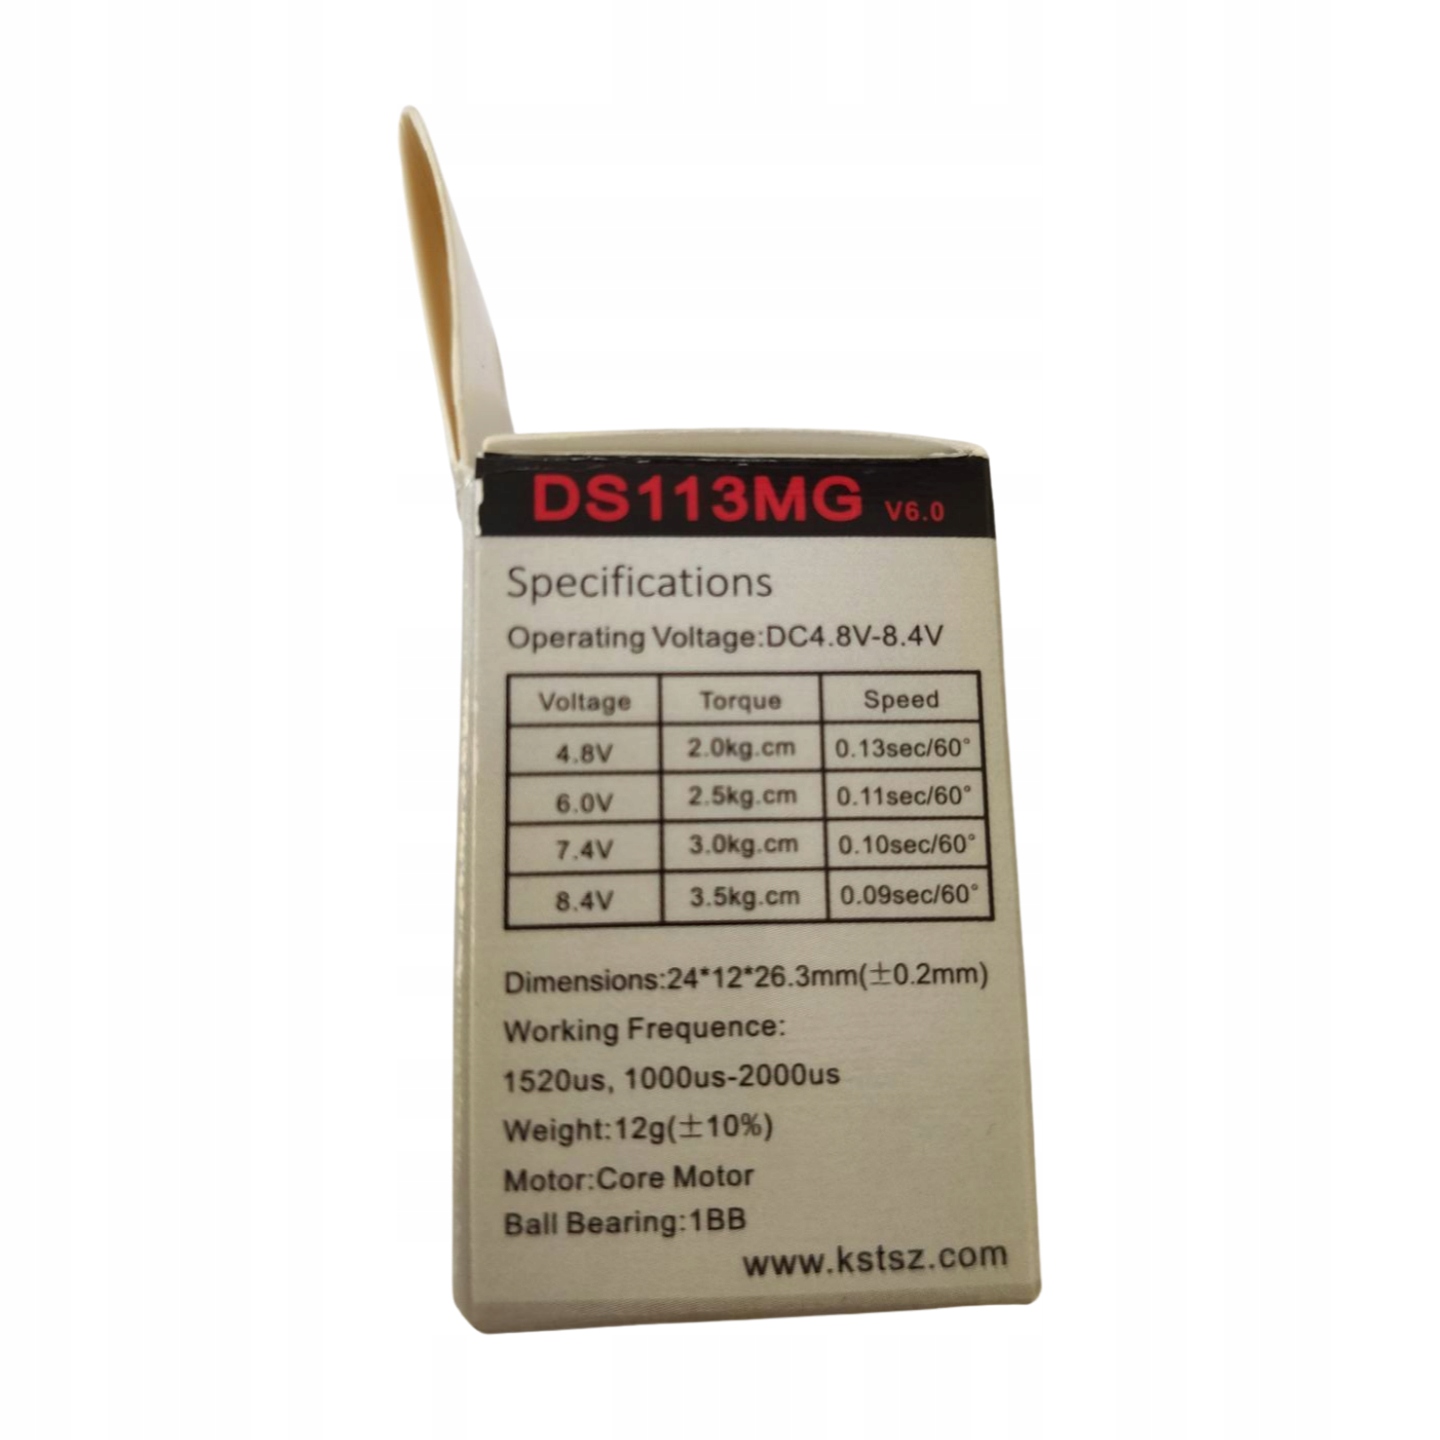 DS113MG V6.0
Specifications
Operating Voltage:DC4.8V-8.4V
Voltage Torque Speed
4.8V 2.0kg.cm 0.13sec/60°
6.0V 2.5kg.cm 0.11sec/60°
7.4V 3.0kg.cm 0.10sec/60°
8.4V 3.5kg.cm 0.09sec/60°
Dimensions:24*12*26.3mm(±0.2mm)
Working Frequence:
1520us, 1000us-2000us
Weight:12g(±10%)
Motor:Core Motor
Ball Bearing:1BB
www.kstsz.com